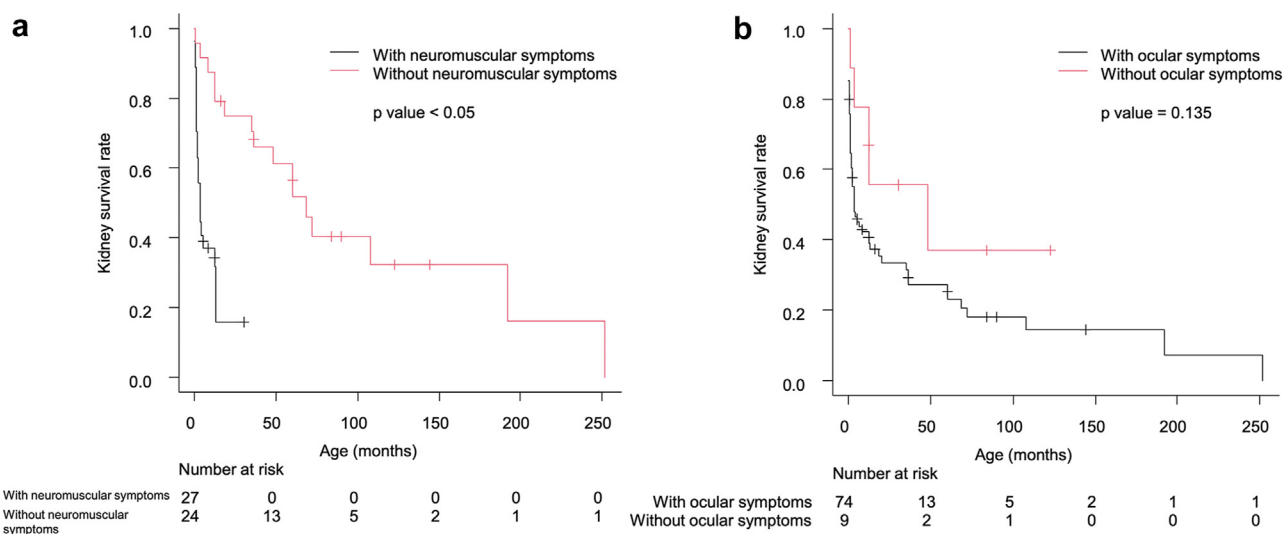 a
1.0
0.8
0.6
0.4
0.2
0.0
Kidney survival rate
With neuromuscular symptoms
Without neuromuscular symptoms
p value < 0.05
0 50 100 150 200 250
Age (months)
Number at risk
With neuromuscular symptoms 27 0 0 0 0 0
Without neuromuscular
symptoms 24 13 5 2 1 1
b
1.0
0.8
0.6
0.4
0.2
0.0
Kidney survival rate
With ocular symptoms
Without ocular symptoms
p value = 0.135
0 50 100 150 200 250
Age (months)
Number at risk
With ocular symptoms 74 13 5 2 1 1
Without ocular symptoms 9 2 1 0 0 0